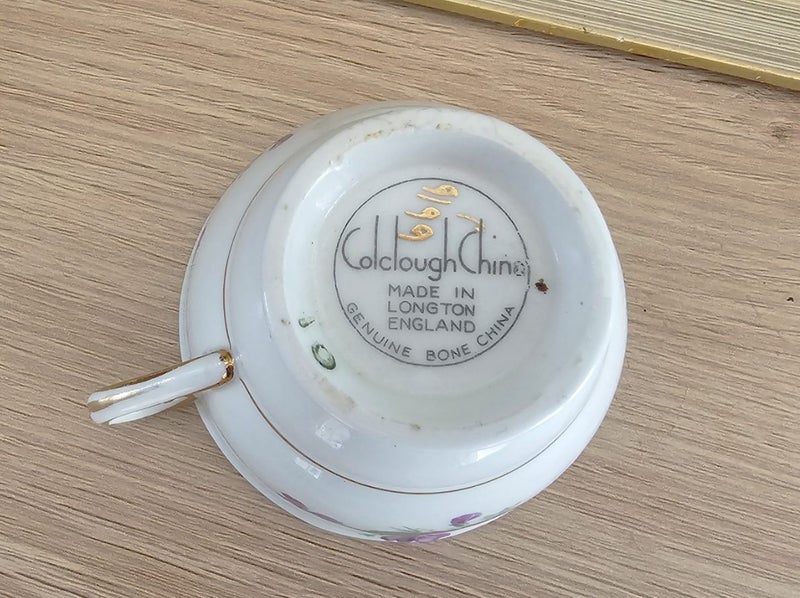 Colclough China
MADE IN
LONGTON
ENGLAND
GENUINE BONE CHINA